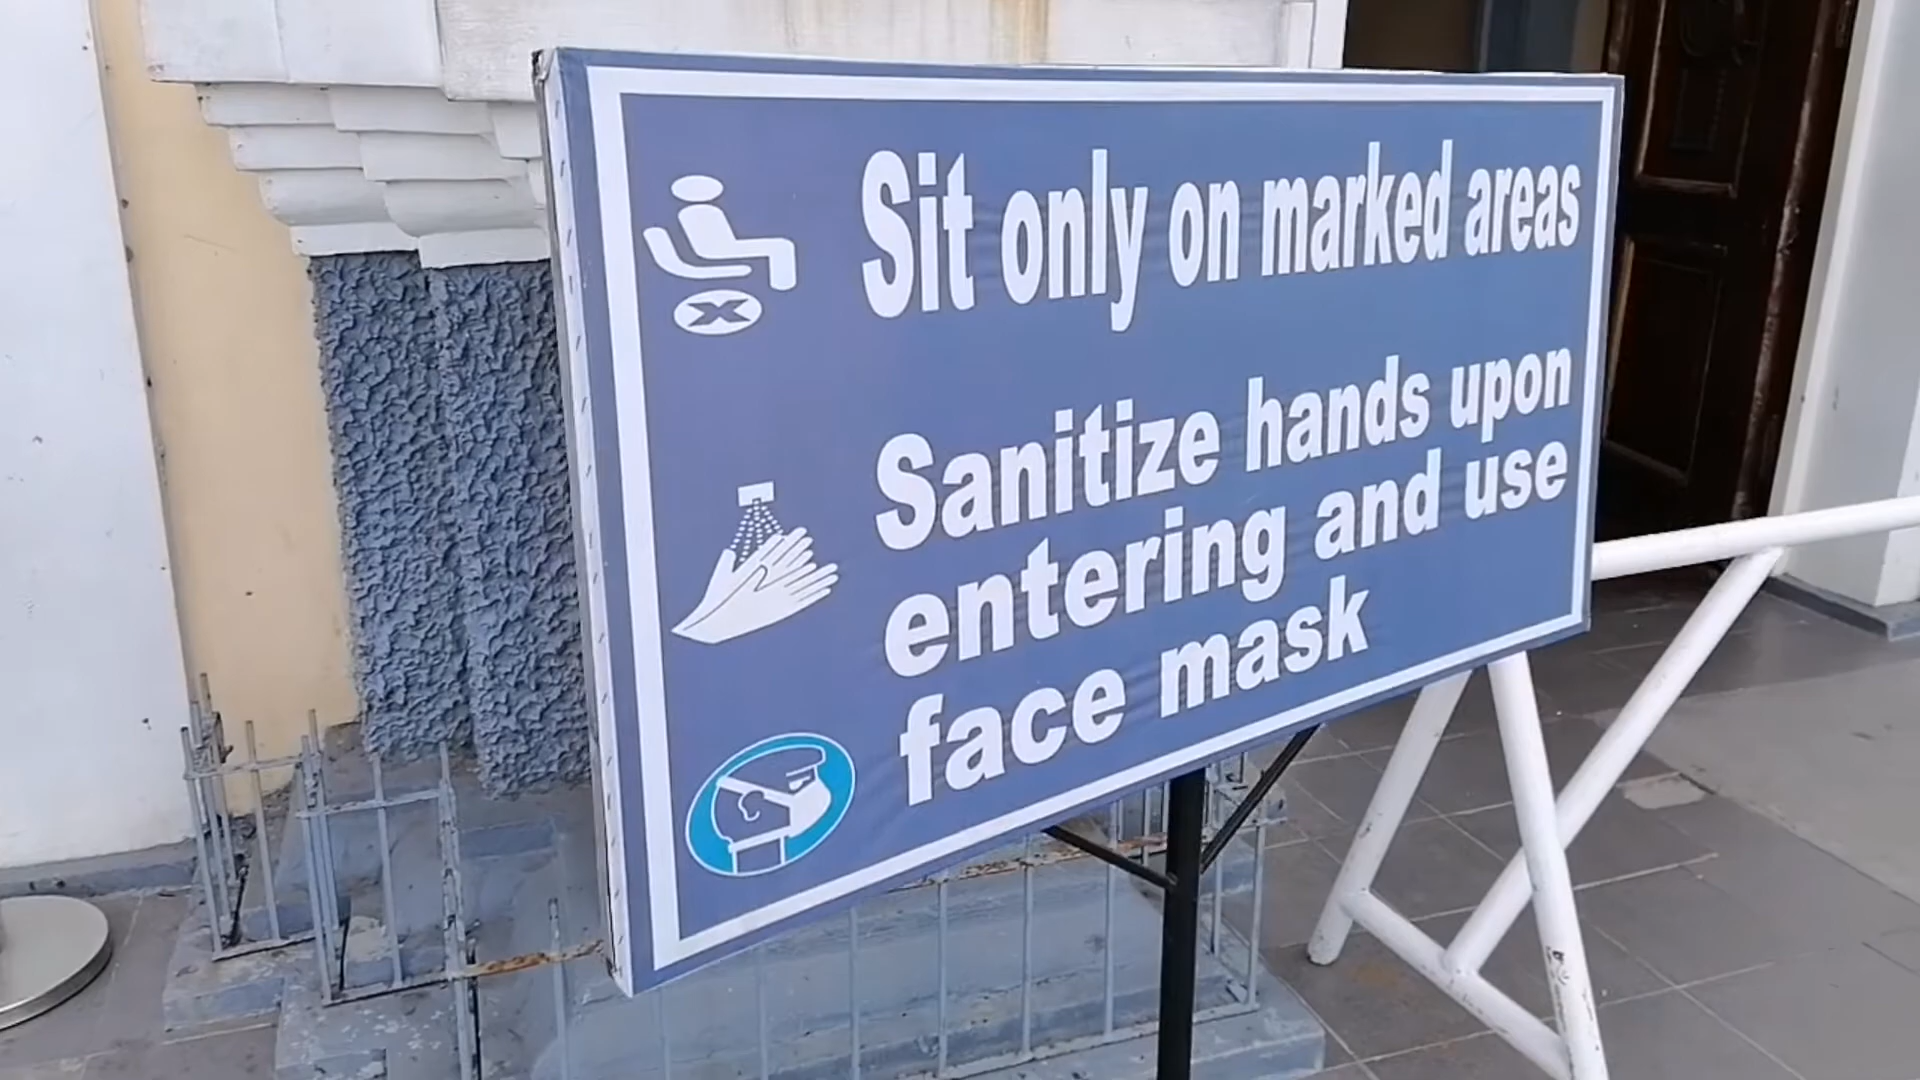 Sit only on marked areas
X
Sanitize hands upon
entering and use
face mask